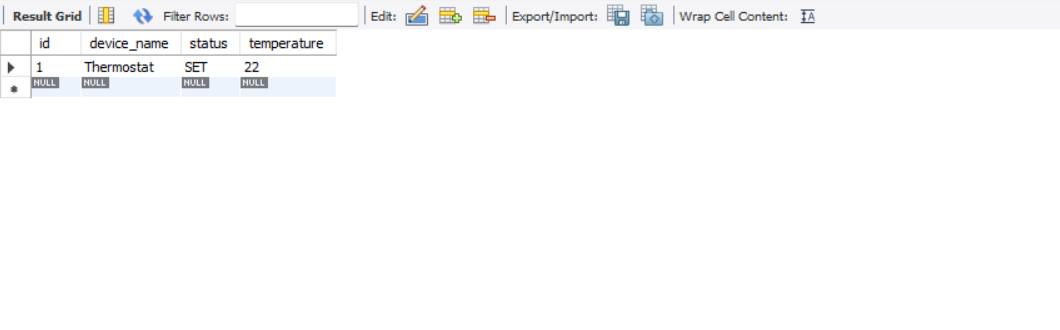 Result Grid Filter Rows: Edit: Export/Import: Wrap Cell Content: IA
id device_name status temperature
1 Thermostat SET 22
NULL NULL NULL NULL